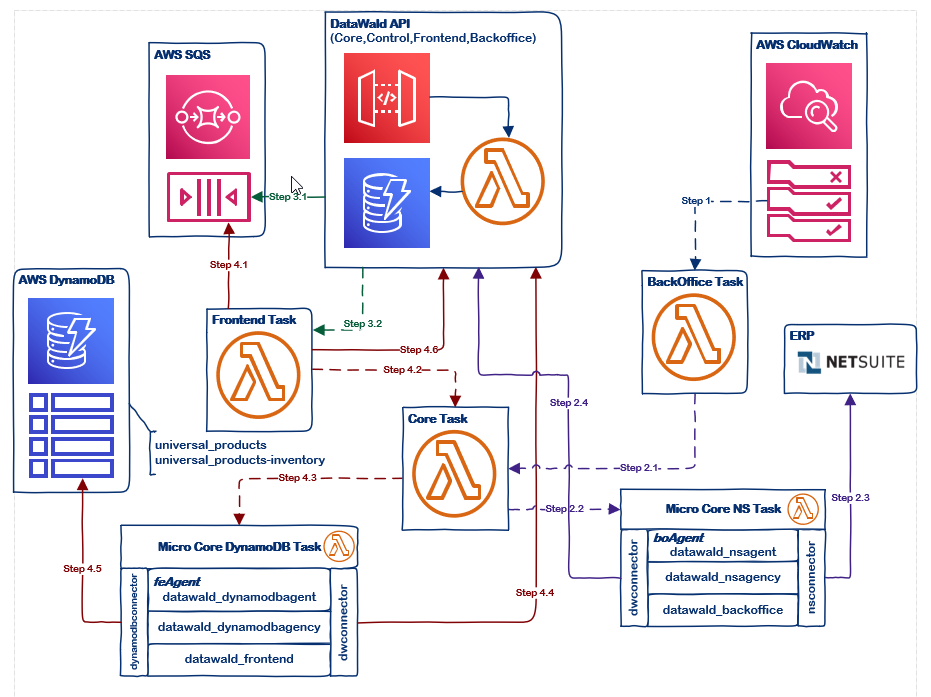 DataWald API
(Core,Control,Frontend,Backoffice)
AWS SQS
AWS CloudWatch
Step 3.1
Step 1
Step 4.1
AWS DynamoDB
BackOffice Task
Frontend Task
Step 3.2
ERP
Step 4.6
NETSUITE
Step 4.2
Step 2.4
Core Task
universal_products
universal_products-inventory
Step 2.1
Step 4.3
Step 2.3
Step 2.2
Micro Core NS Task
boAgent
datawald_nsagent
datawald_nsagency
datawald_backoffice
dwconnector
nsconnector
Micro Core DynamoDB Task
Step 4.5
feAgent
datawald_dynamodbagent
datawald_dynamodbagency
datawald_frontend
dynamodbconnector
dwconnector
Step 4.4